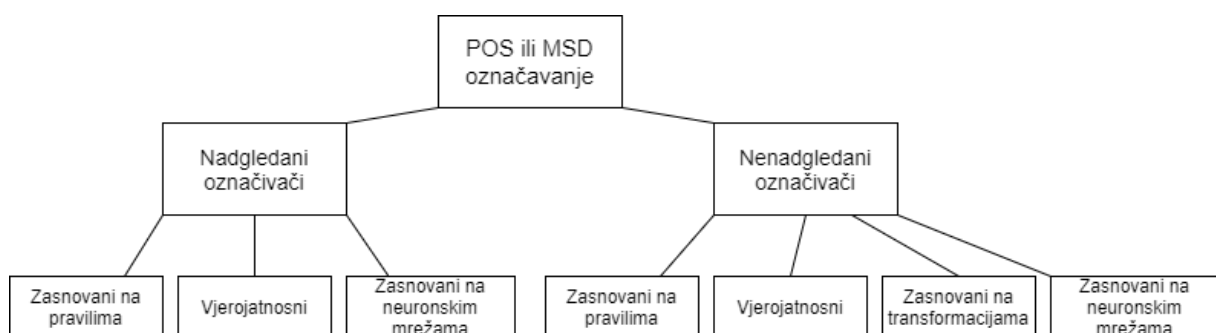 POS ili MSD
označavanje
Nadgledani
označivači
Nenadgledani
označivači
Zasnovani na
pravilima
Vjerojatnosni
Zasnovani na
neuronskim
mrežama
Zasnovani na
pravilima
Vjerojatnosni
Zasnovani na
transformacijama
Zasnovani na
neuronskim
mrežama